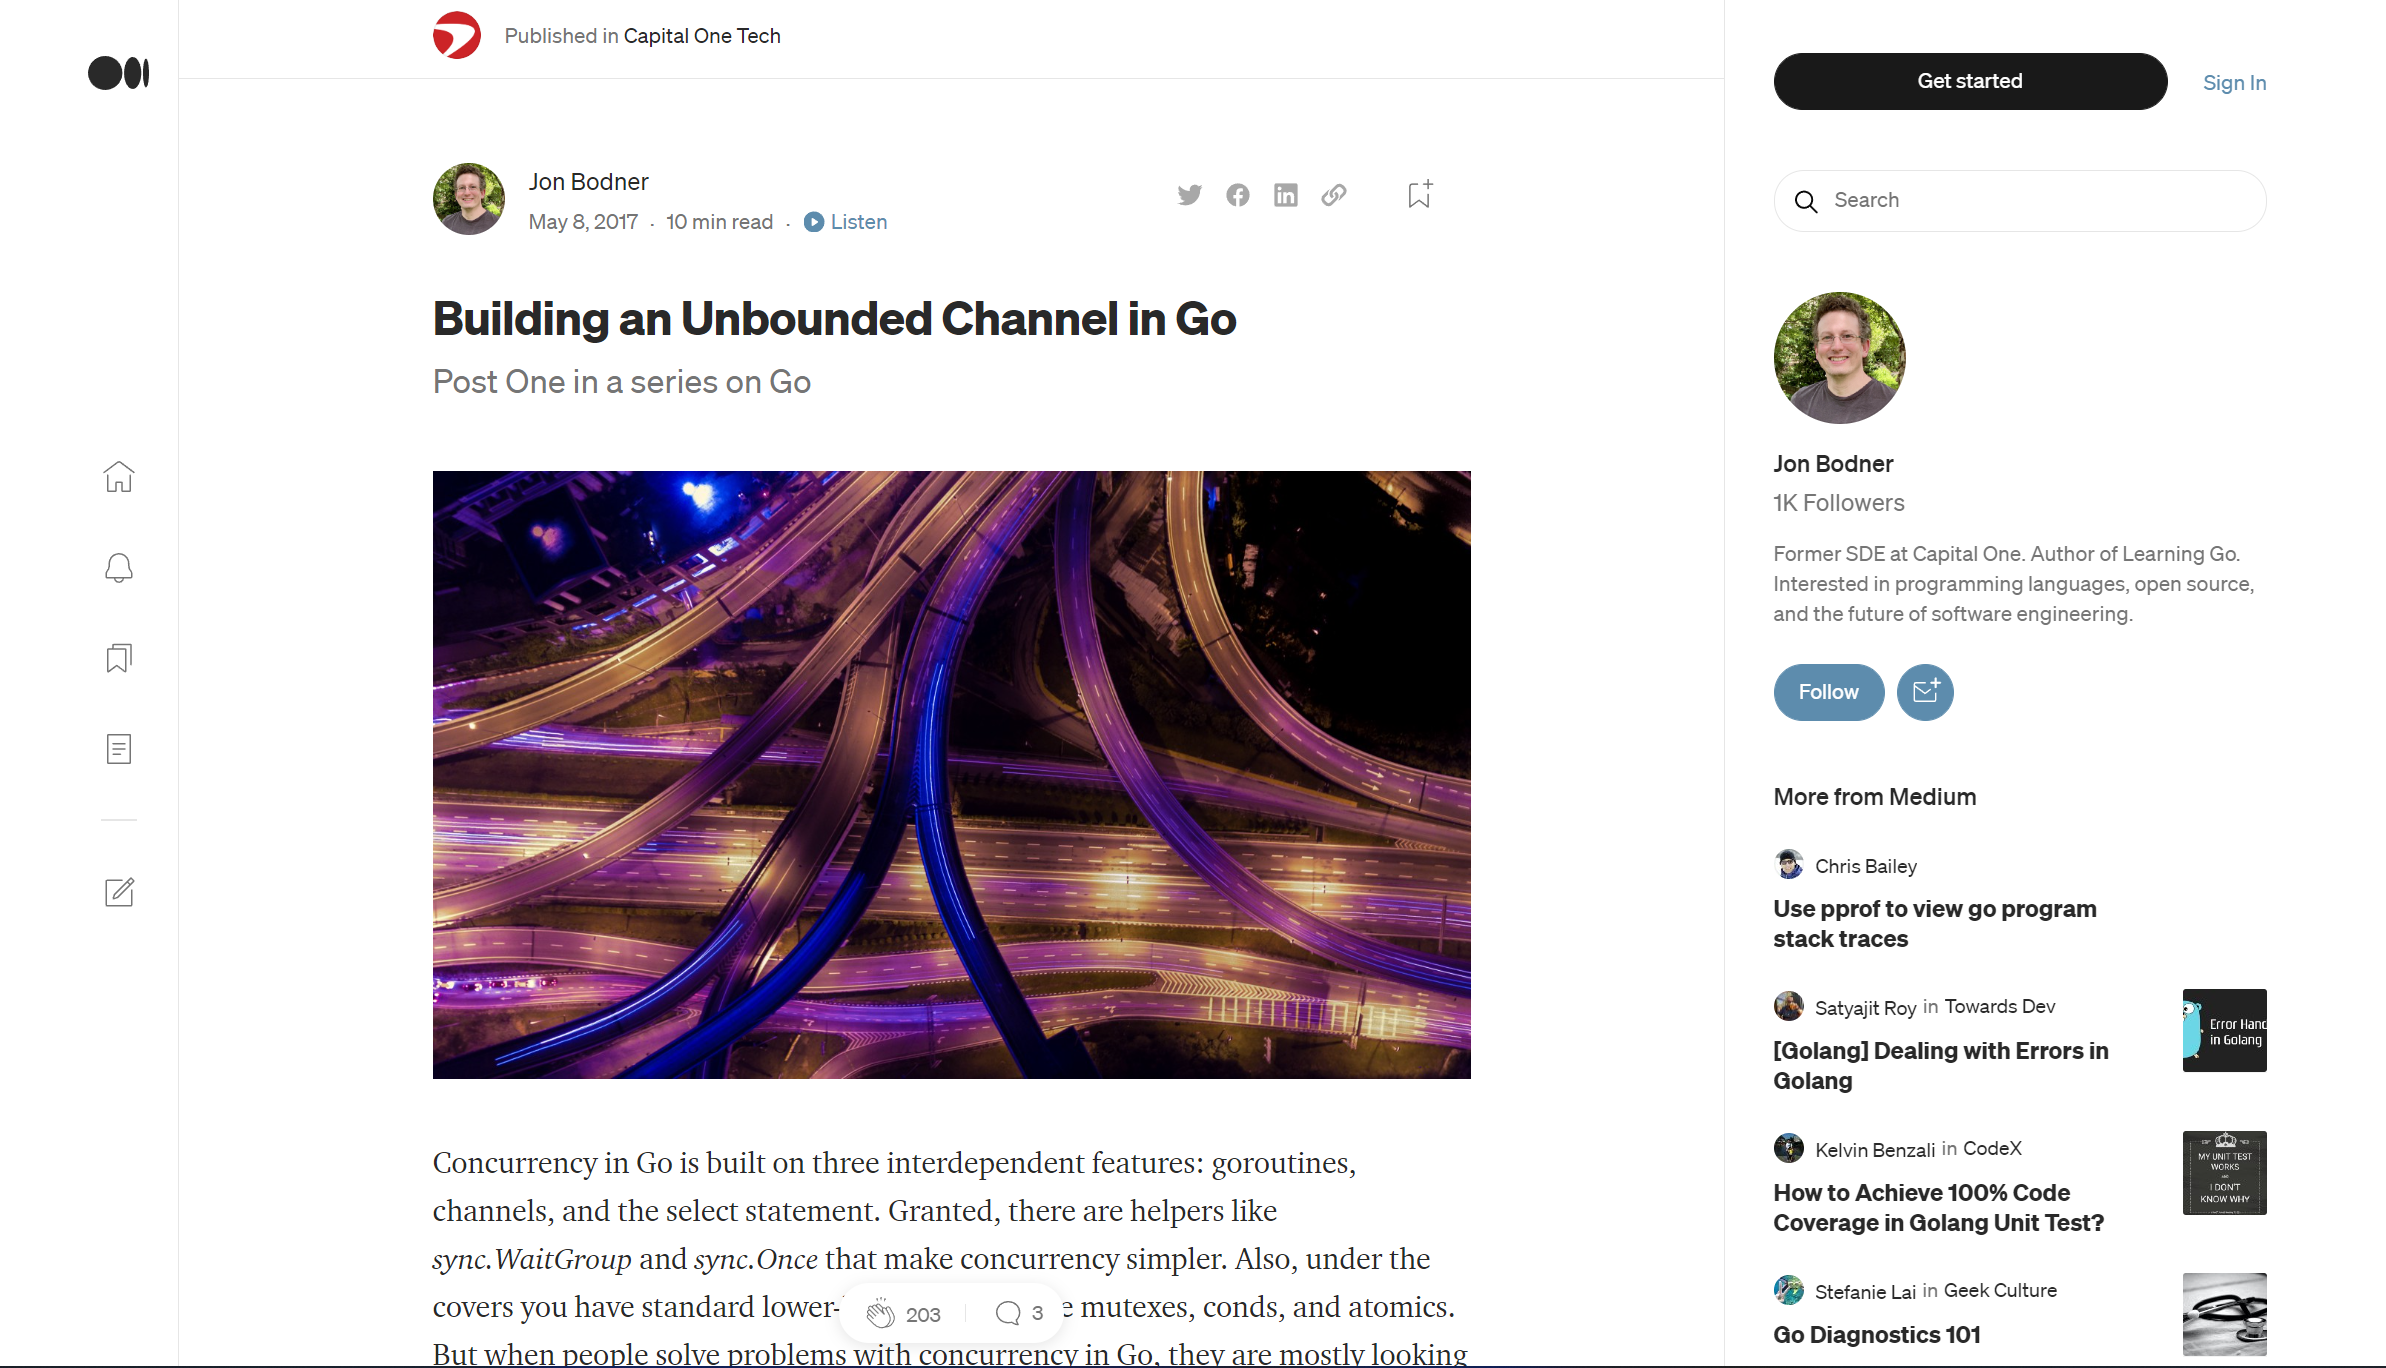 Published in Capital One Tech
Jon Bodner
May 8, 2017 · 10 min read · Listen
Building an Unbounded Channel in Go
Post One in a series on Go
Concurrency in Go is built on three interdependent features: goroutines,
channels, and the select statement. Granted, there are helpers like
sync.WaitGroup and sync.Once that make concurrency simpler. Also, under the
covers you have standard lower- mutexes, conds, and atomics.
But when people solve problems with concurrency in Go, they are mostly looking
203
3
Get started
Sign In
Search
Jon Bodner
1K Followers
Former SDE at Capital One. Author of Learning Go.
Interested in programming languages, open source,
and the future of software engineering.
Follow
More from Medium
Chris Bailey
Use pprof to view go program
stack traces
Satyajit Roy in Towards Dev
[Golang] Dealing with Errors in
Golang
Error Hanc
in Golang
Kelvin Benzali in CodeX
How to Achieve 100% Code
Coverage in Golang Unit Test?
MY UNIT TEST
WORKS
I DON'T
KNOW WHY
Stefanie Lai in Geek Culture
Go Diagnostics 101